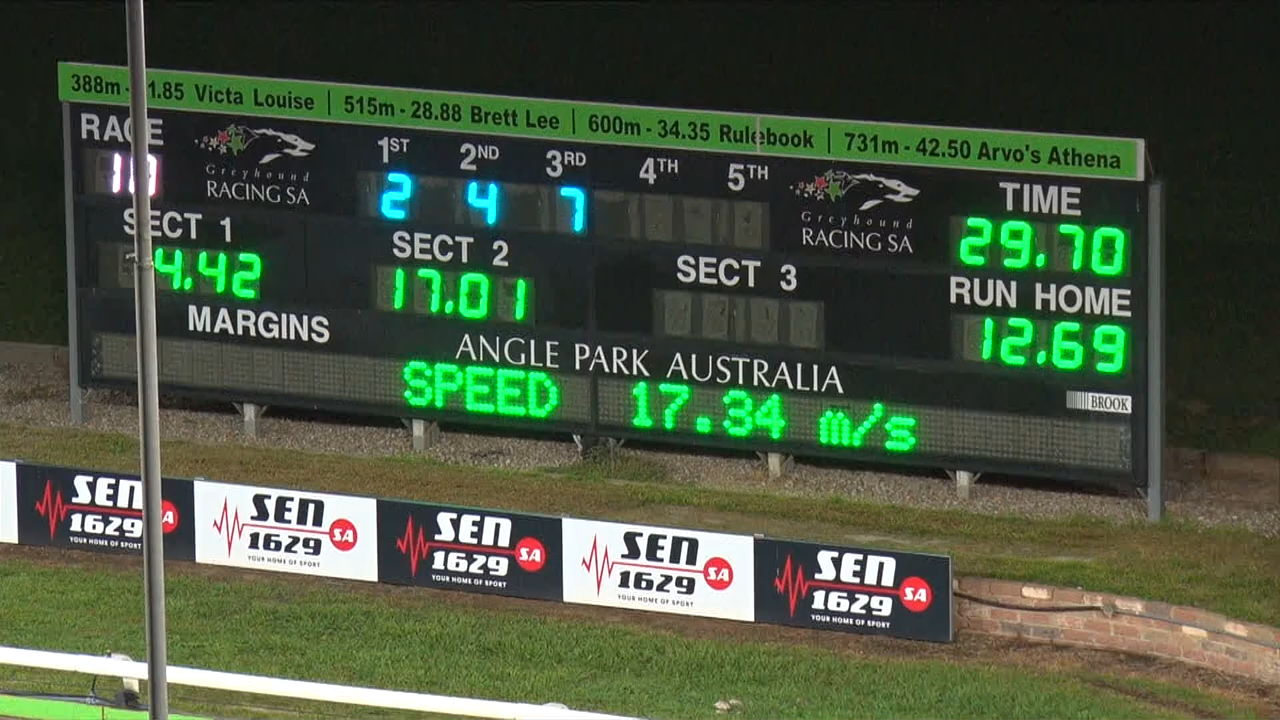 388m - 1.85 Victa Louise | 515m - 28.88 Brett Lee | 600m - 34.35 Rulebook | 731m - 42.50 Arvo's Athena
RACE
10
Greyhound
RACING SA
1ST 2ND 3RD 4TH 5TH
2 4 7
Greyhound
RACING SA
TIME
29.70
SECT 1
4.42
SECT 2
17.01
SECT 3
RUN HOME
12.69
MARGINS
ANGLE PARK AUSTRALIA
BROOK
SPEED 17.34 m/s
SEN
1629
YOUR HOME OF SPORT
SEN
1629 SA
YOUR HOME OF SPORT
SEN
1629 SA
YOUR HOME OF SPORT
SEN
1629 SA
YOUR HOME OF SPORT
SEN
1629 SA
YOUR HOME OF SPORT